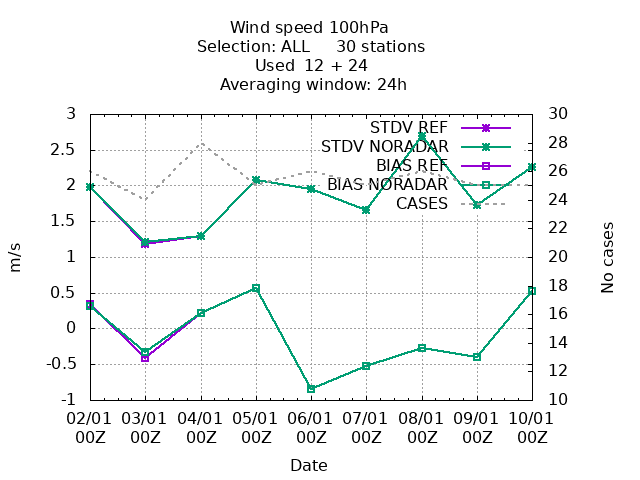 Wind speed 100hPa
Selection: ALL 30 stations
Used 12 + 24
Averaging window: 24h
STDV REF
STDV NORADAR
BIAS REF
BIAS NORADAR
CASES
3
2.5
2
1.5
1
0.5
0
-0.5
-1
m/s
30
28
26
24
22
20
18
16
14
12
10
No cases
02/01 03/01 04/01 05/01 06/01 07/01 08/01 09/01 10/01
00Z 00Z 00Z 00Z 00Z 00Z 00Z 00Z 00Z
Date